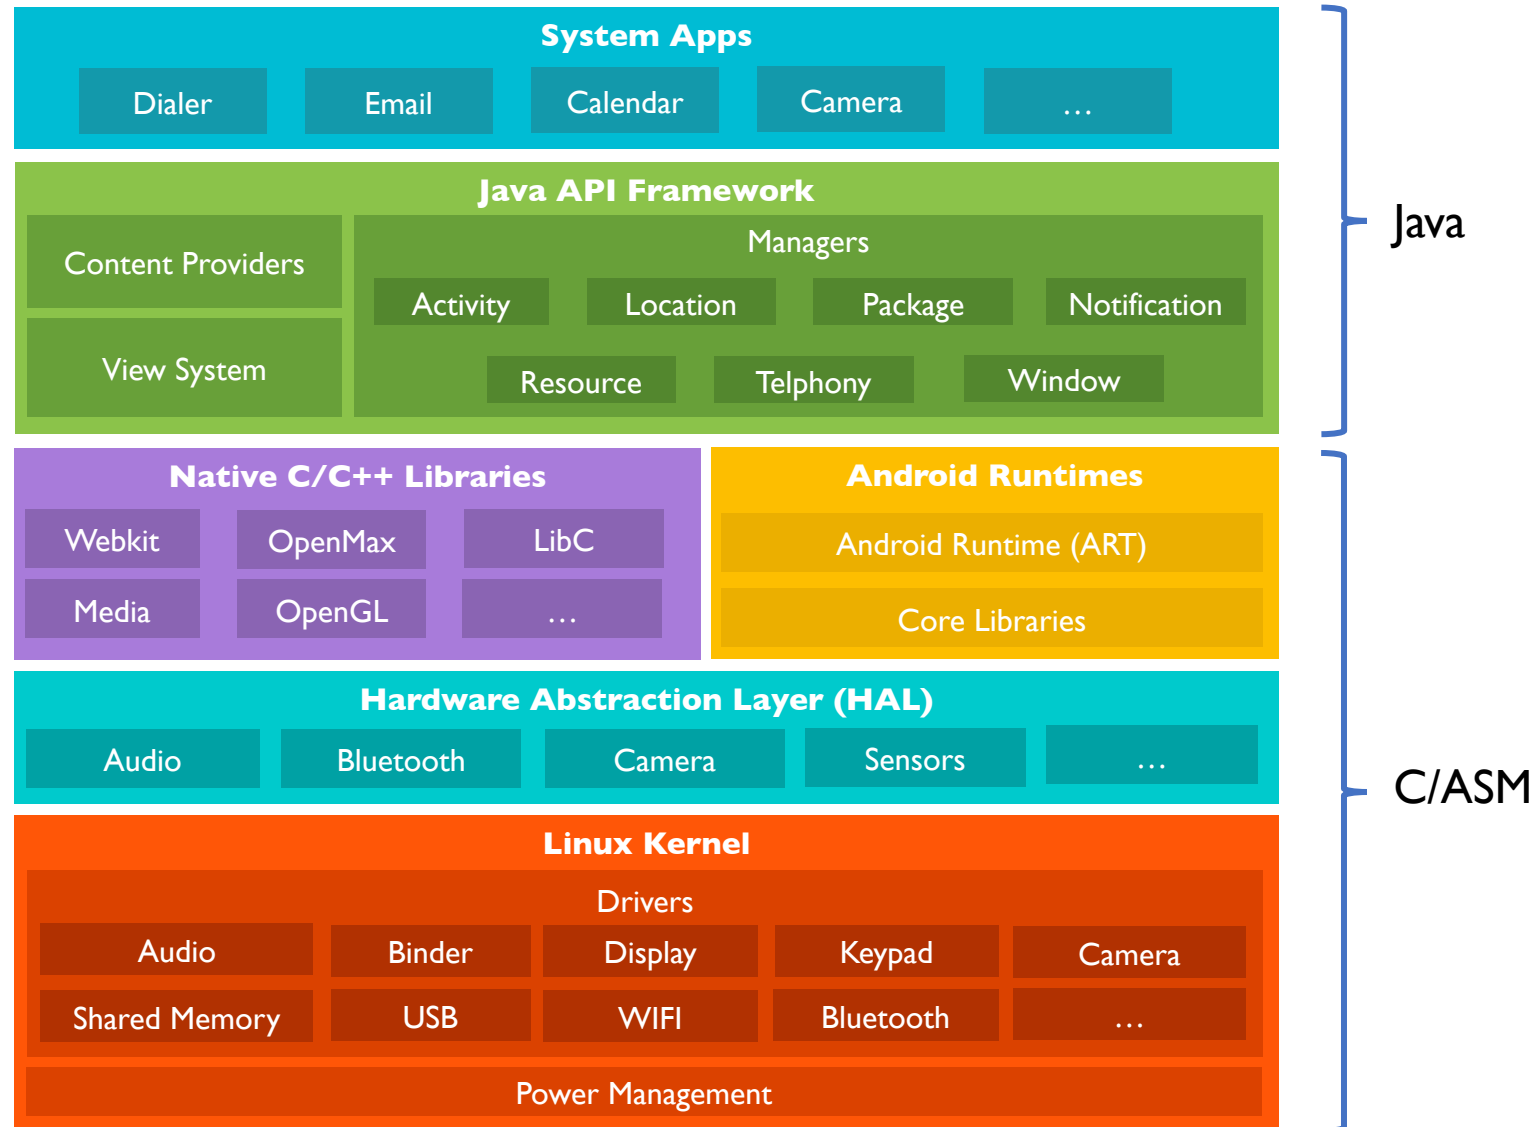 System Apps
Dialer
Email
Calendar
Camera
...
Java API Framework
Content Providers
View System
Managers
Activity
Location
Package
Notification
Resource
Telphony
Window
Java
Native C/C++ Libraries
Webkit
OpenMax
LibC
Media
OpenGL
...
Android Runtimes
Android Runtime (ART)
Core Libraries
Hardware Abstraction Layer (HAL)
Audio
Bluetooth
Camera
Sensors
...
C/ASM
Linux Kernel
Drivers
Audio
Binder
Display
Keypad
Camera
Shared Memory
USB
WIFI
Bluetooth
...
Power Management